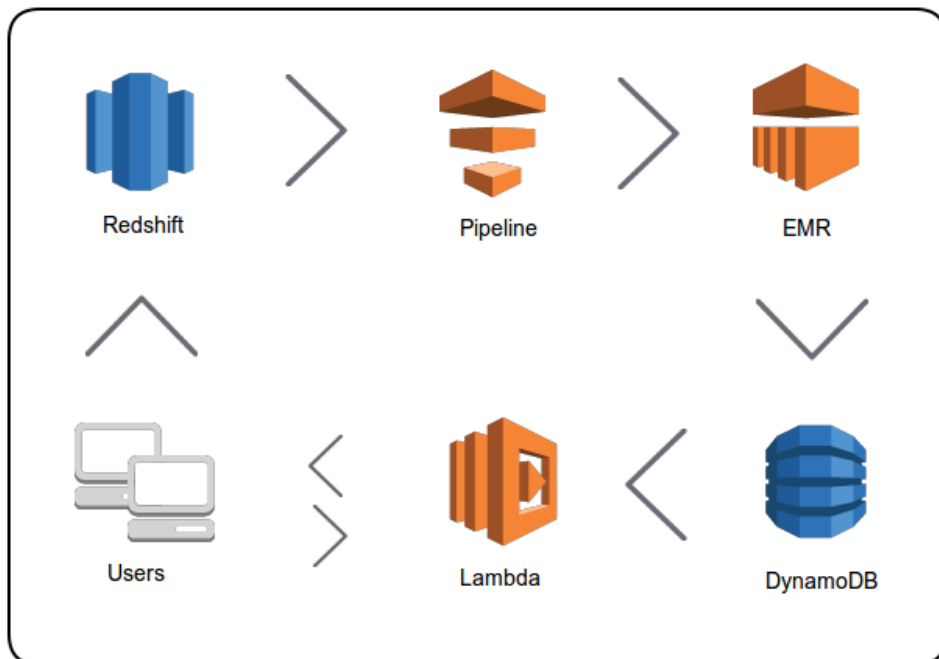 Redshift
Pipeline
EMR
Users
Lambda
DynamoDB